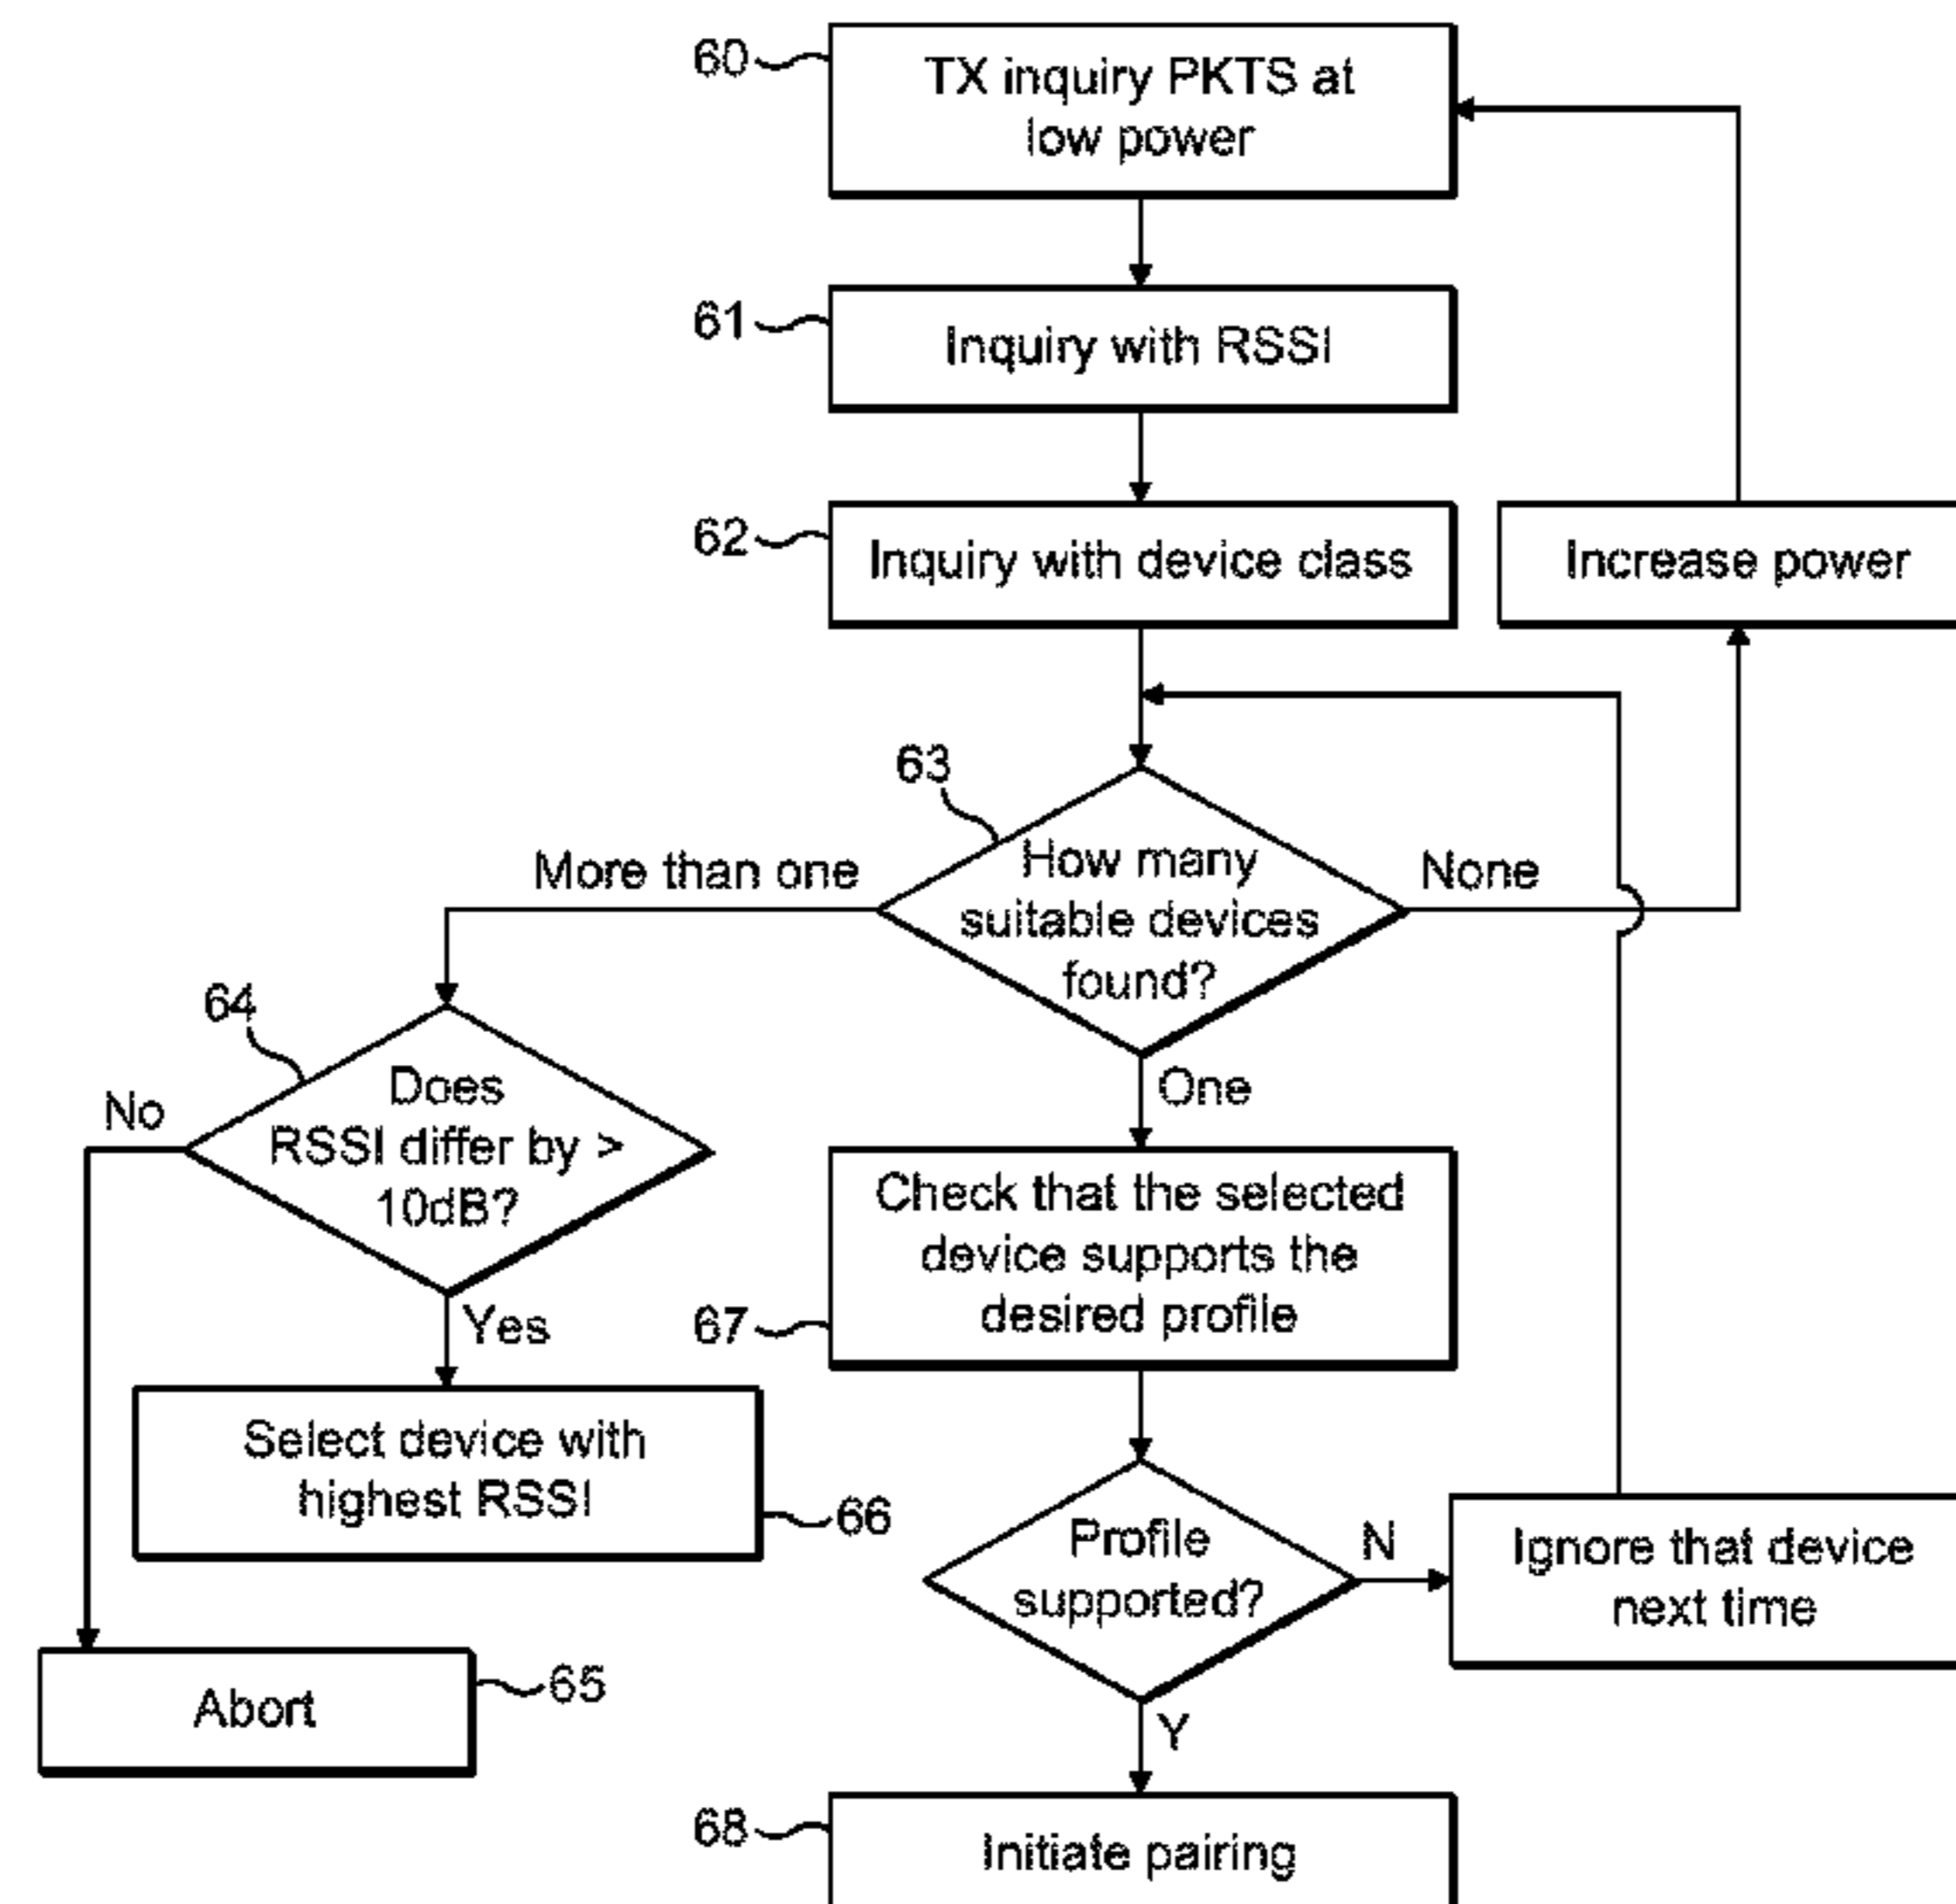 60
TX inquiry PKTS at
low power
61
Inquiry with RSSI
62
Inquiry with device class
Increase power
63
How many
suitable devices
found?
More than one
None
One
64
Does
RSSI differ by >
10dB?
No
Yes
Select device with
highest RSSI
66
Abort
65
Check that the selected
device supports the
desired profile
67
Profile
supported?
N
Ignore that device
next time
Y
68
Initiate pairing